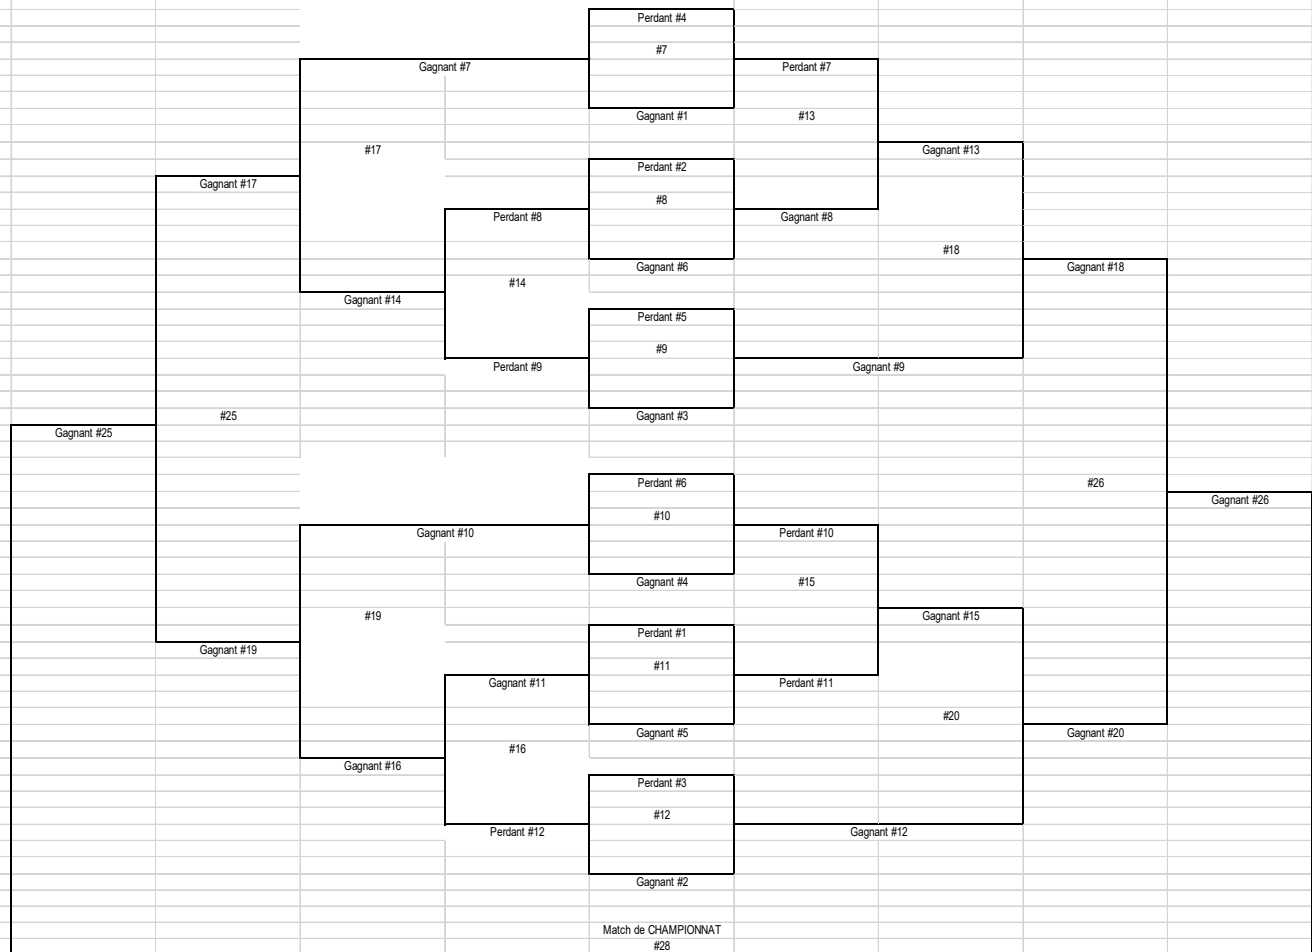 Perdant #4
#7
Gagnant #7
Perdant #7
Gagnant #1
#13
#17
Gagnant #13
Perdant #2
Gagnant #17
#8
Perdant #8
Gagnant #8
#18
Gagnant #6
Gagnant #18
#14
Gagnant #14
Perdant #5
#9
Perdant #9
Gagnant #9
#25
Gagnant #3
Gagnant #25
Perdant #6
#26
Gagnant #26
#10
Gagnant #10
Perdant #10
Gagnant #4
#15
#19
Gagnant #15
Perdant #1
Gagnant #19
#11
Gagnant #11
Perdant #11
#20
Gagnant #5
Gagnant #20
#16
Gagnant #16
Perdant #3
#12
Perdant #12
Gagnant #12
Gagnant #2
Match de CHAMPIONNAT
#28